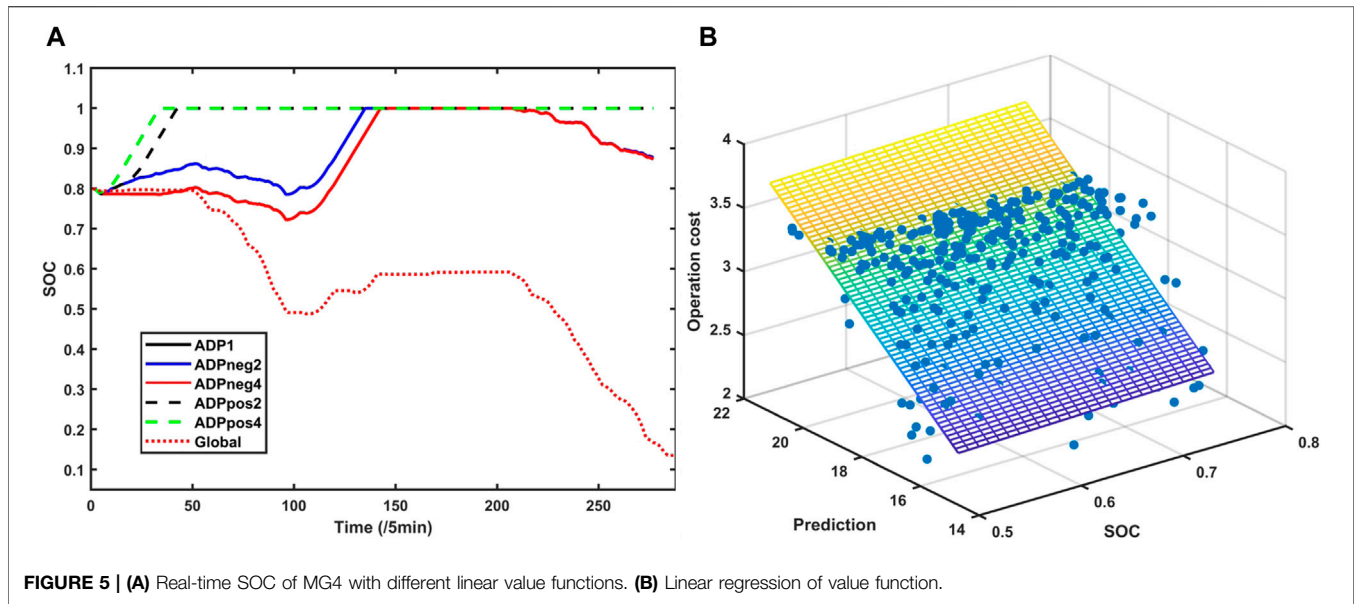 A
1.1
1
0.9
0.8
0.7
0.6
0.5
0.4
0.3
0.2
0.1
SOC
ADP1
ADPneg2
ADPneg4
ADPpos2
ADPpos4
Global
0
50
100
150
200
250
Time (/5min)
B
4
3.5
3
2.5
2
Operation cost
22
20
18
16
14
Prediction
0.5
0.6
0.7
0.8
SOC
FIGURE 5 | (A) Real-time SOC of MG4 with different linear value functions. (B) Linear regression of value function.